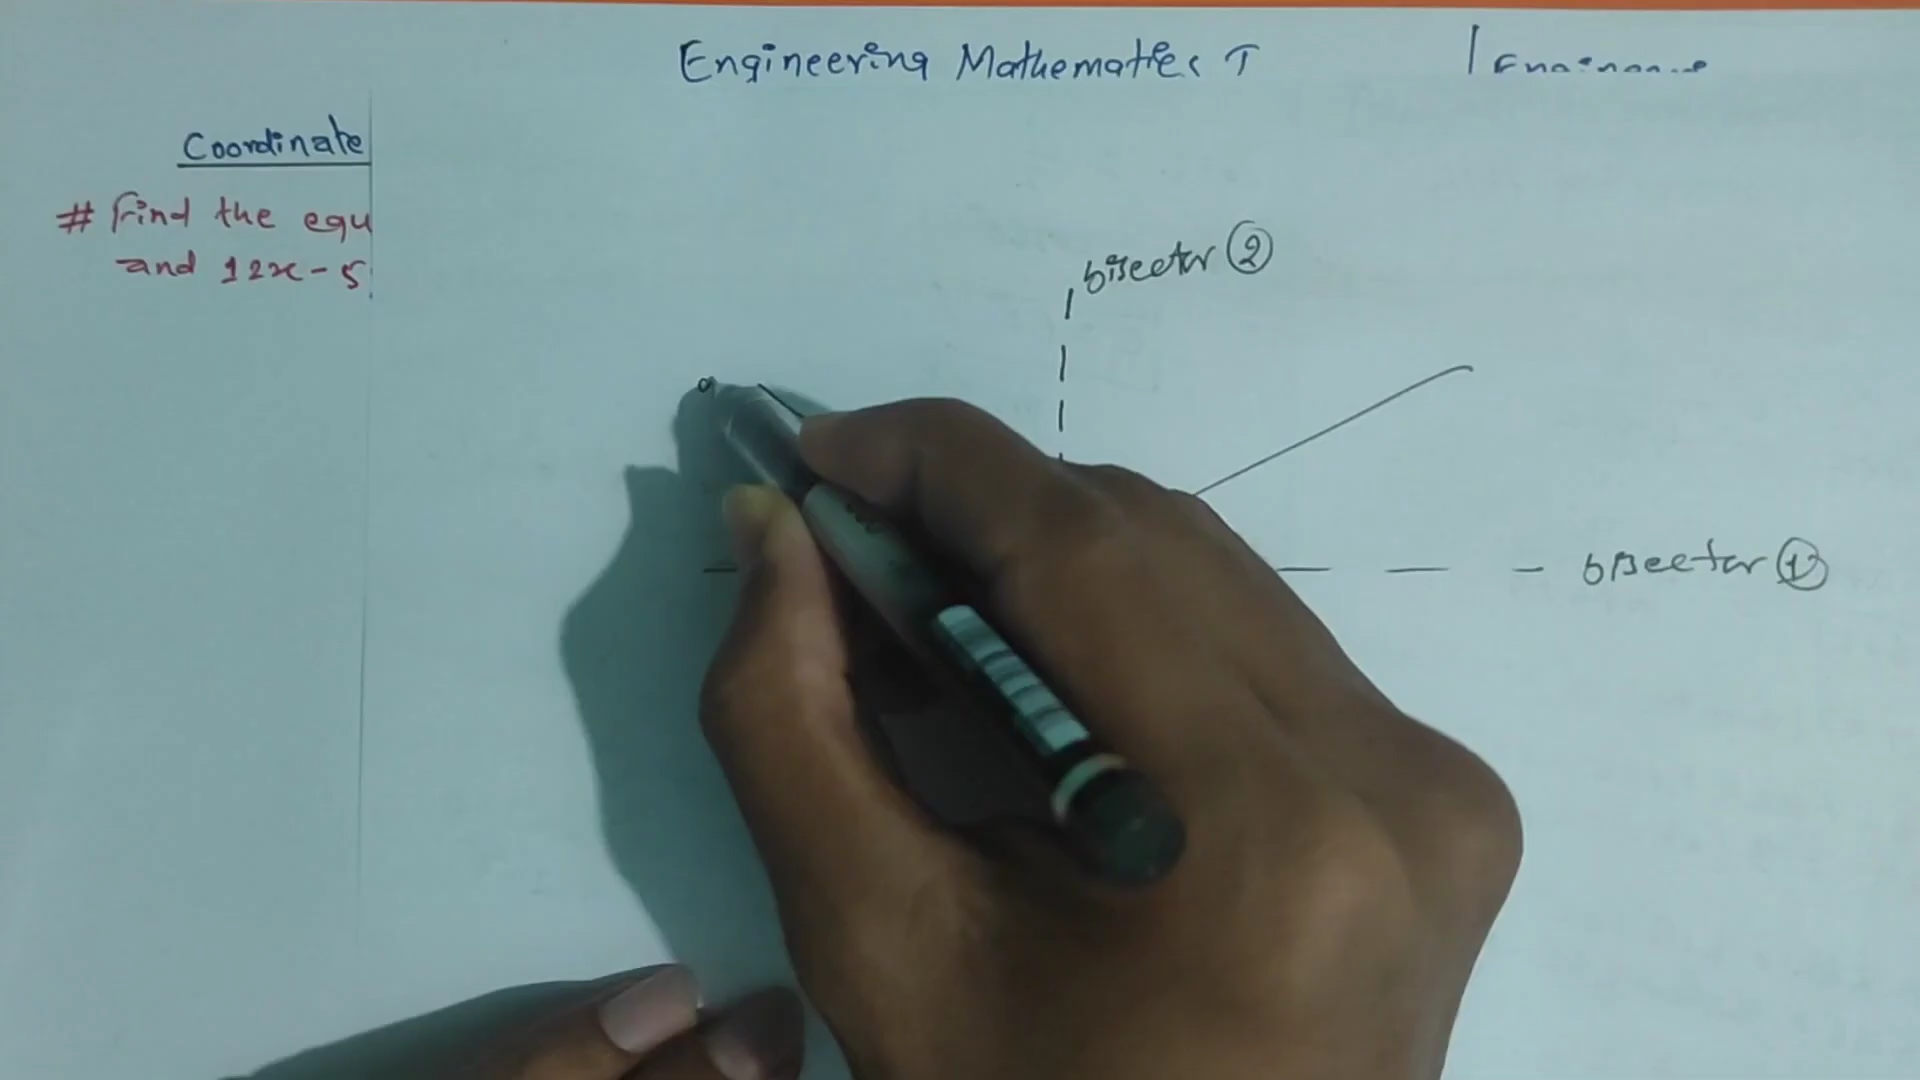 Engineering Mathematics I
Coordinate
# Find the equ
and 12x-5
bisector ②
bisector ①